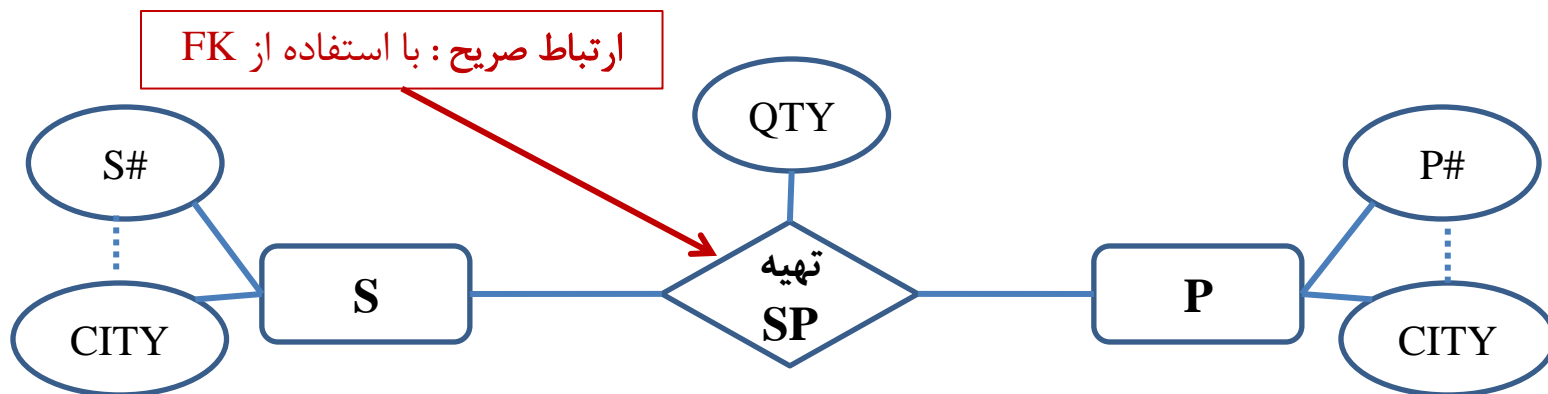 ارتباط صریح : با استفاده از FK
QTY
S#
P#
تهیه
SP
S
P
CITY
CITY